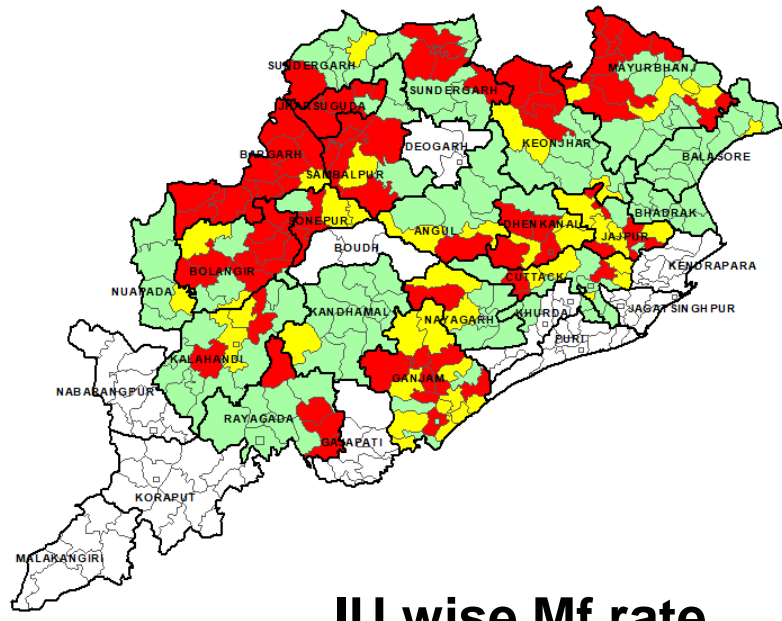 SUNDERGARH
MAYURBHANJ
SUNDERGARH
JHARSUGUDA
DEOGARH
KEONJHAR
BARGARH
BALASORE
SAMBALPUR
SONEPUR
ANGUL
DHENKANAL
BHADRAK
JAJPUR
BOUDH
KENDRAPARA
BOLANGIR
CUTTACK
NUAPADA
KANDHAMAL
NAYAGARH
KHURDA
JAGATSINGHPUR
PURI
KALAHANDI
GANJAM
NABARANGPUR
RAYAGADA
GAJAPATI
KORAPUT
MALAKANGIRI
IU wise Mf rate